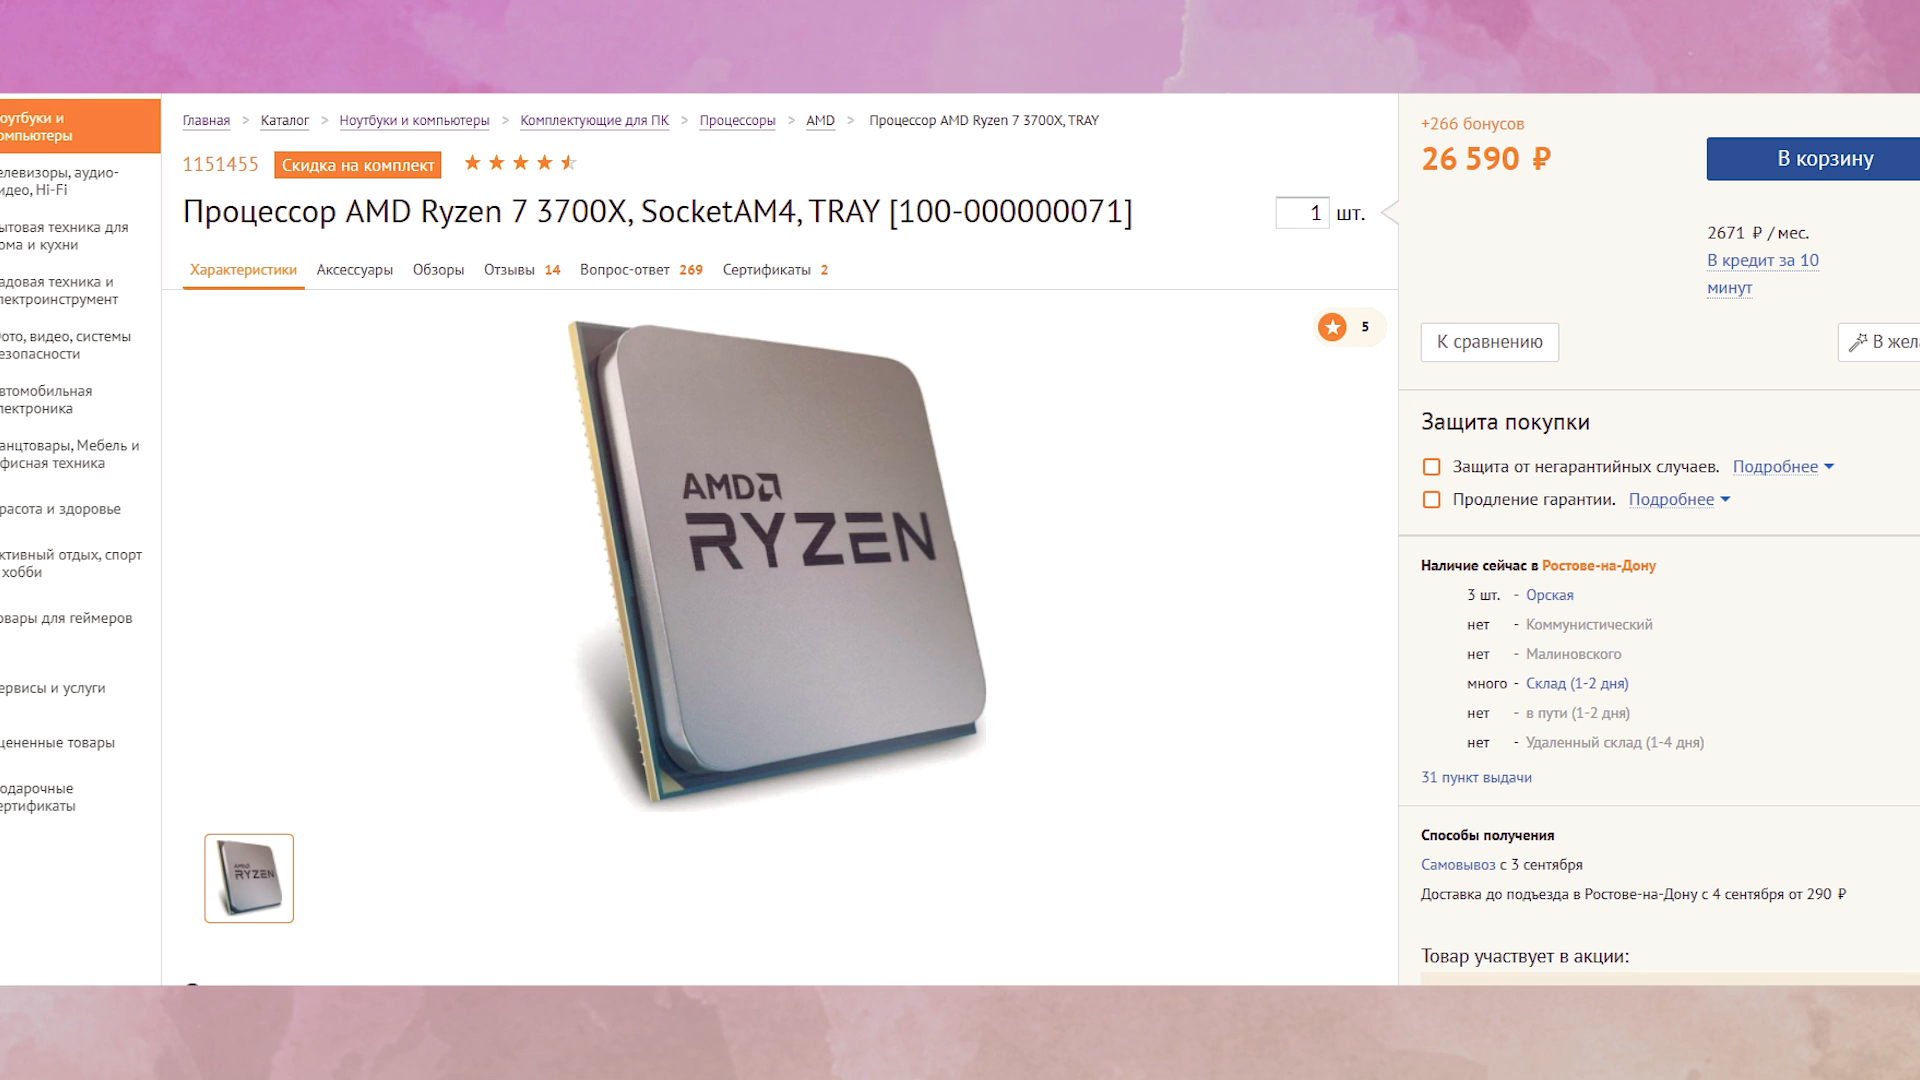 оутбуки и
омпьютеры
елевизоры, аудио-
идео, Hi-Fi
ытовая техника для
ома и кухни
адовая техника и
лектроинструмент
ото, видео, системы
езопасности
втомобильная
лектроника
анцтовары, Мебель и
фисная техника
расота и здоровье
ктивный отдых, спорт
хобби
овары для геймеров
ервисы и услуги
цененные товары
одарочные
ертификаты
Главная > Каталог > Ноутбуки и компьютеры > Комплектующие для ПК > Процессоры > AMD > Процессор AMD Ryzen 7 3700X, TRAY
1151455 Скидка на комплект
Процессор AMD Ryzen 7 3700X, SocketAM4, TRAY [100-000000071]
1 шт.
Характеристики Аксессуары Обзоры Отзывы 14 Вопрос-ответ 269 Сертификаты 2
5
AMD
RYZEN
AMD
RYZEN
+266 бонусов
26 590 ₽
В корзину
2671 ₽ / мес.
В кредит за 10
минут
К сравнению
В жела
Защита покупки
Защита от негарантийных случаев. Подробнее
Продление гарантии. Подробнее
Наличие сейчас в Ростове-на-Дону
3 шт. - Орская
нет - Коммунистический
нет - Малиновского
много - Склад (1-2 дня)
нет - в пути (1-2 дня)
нет - Удаленный склад (1-4 дня)
31 пункт выдачи
Способы получения
Самовывоз с 3 сентября
Доставка до подъезда в Ростове-на-Дону с 4 сентября от 290 ₽
Товар участвует в акции: